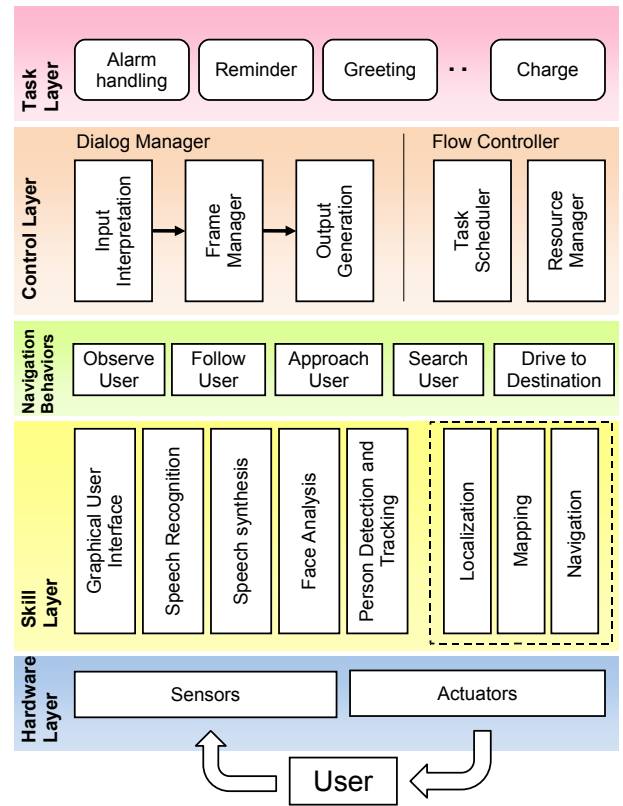 Task
Layer
Alarm
handling
Reminder
Greeting
. .
Charge
Control Layer
Dialog Manager
Flow Controller
Input
Interpretation
Frame
Manager
Output
Generation
Task
Scheduler
Resource
Manager
Navigation
Behaviors
Observe
User
Follow
User
Approach
User
Search
User
Drive to
Destination
Skill
Layer
Graphical User
Interface
Speech Recognition
Speech synthesis
Face Analysis
Person Detection and
Tracking
Localization
Mapping
Navigation
Hardware
Layer
Sensors
Actuators
User